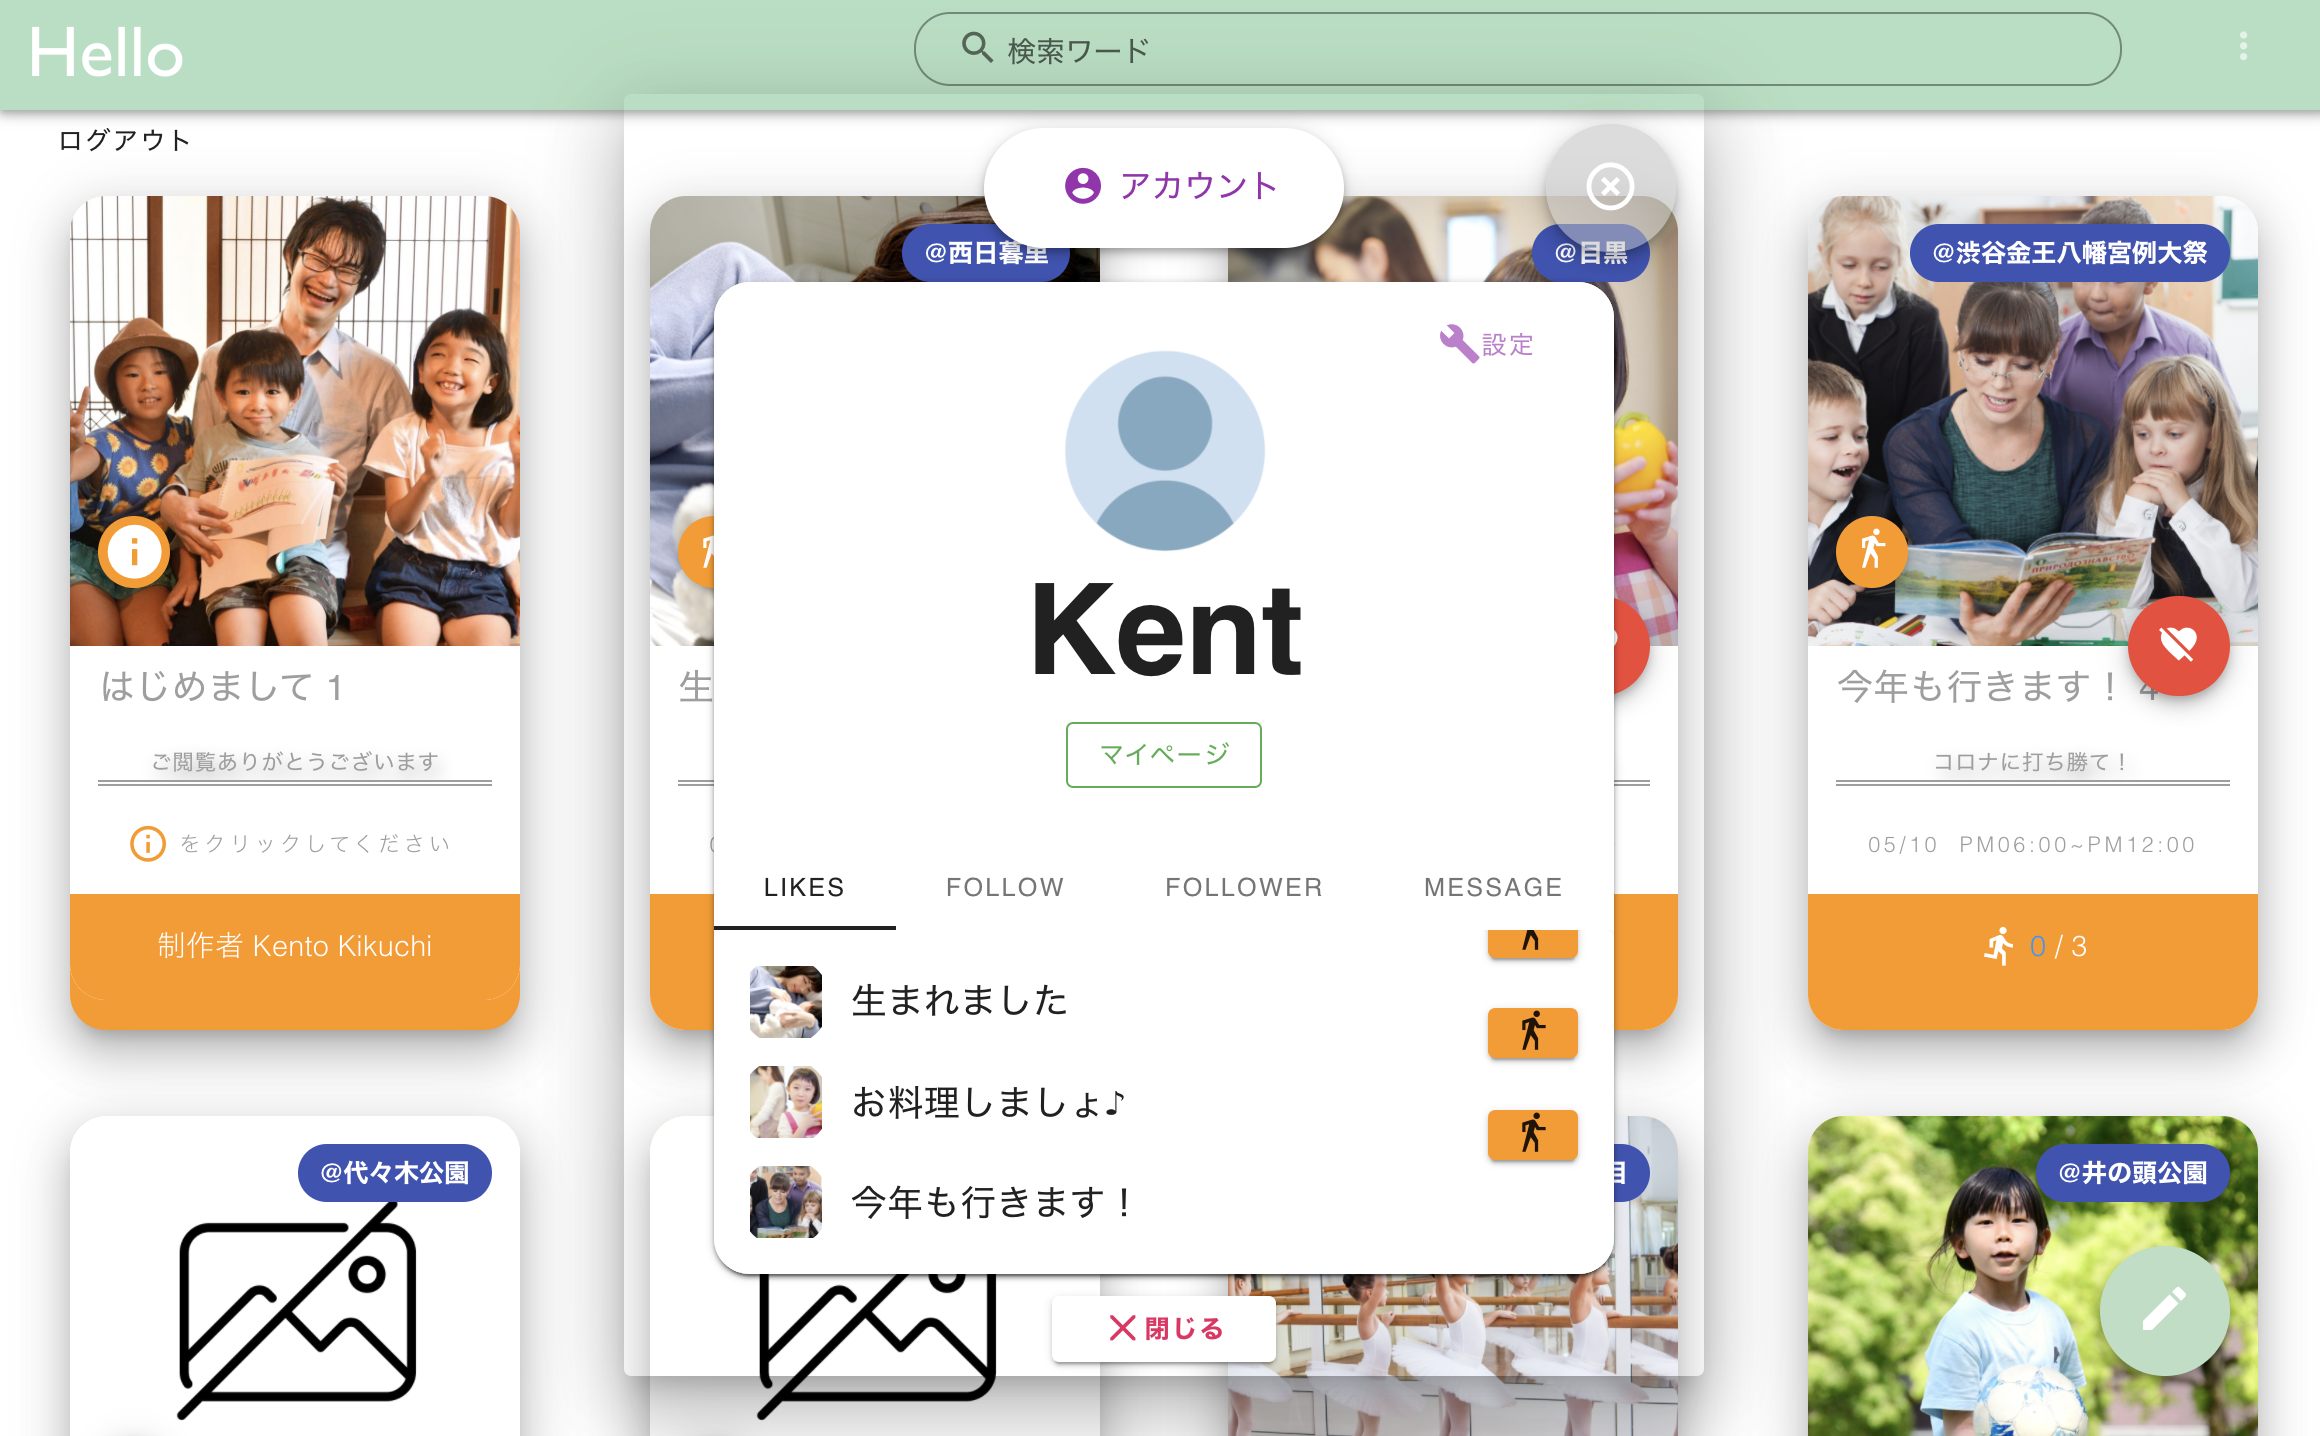 Hello
検索ワード
ログアウト
アカウント
@西日暮里
@目黒
@渋谷金王八幡宮例大祭
設定
Kent
マイページ
はじめまして 1
ご閲覧ありがとうございます
をクリックしてください
制作者 Kento Kikuchi
生
今年も行きます！ 4
コロナに打ち勝て！
05/10 PM06:00~PM12:00
0 / 3
LIKES FOLLOW FOLLOWER MESSAGE
生まれました
お料理しましょ♪
今年も行きます！
@代々木公園
目
@井の頭公園
閉じる